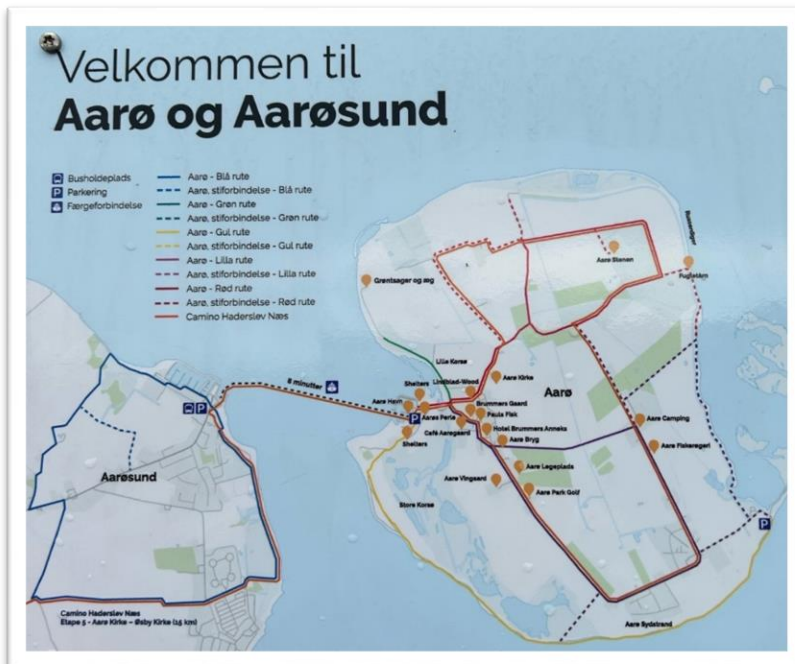 Velkommen til
Aarø og Aarøsund
Busholdeplads
Parkering
Færgeforbindelse
Aarø - Blå rute
Aarø, stiforbindelse - Blå rute
Aarø - Grøn rute
Aarø, stiforbindelse - Grøn rute
Aarø - Gul rute
Aarø, stiforbindelse - Gul rute
Aarø - Lilla rute
Aarø, stiforbindelse - Lilla rute
Aarø - Rød rute
Aarø, stiforbindelse - Rød rute
Camino Haderslev Næs
Aarø Stenen
Fugletårn
Grøntsager og æg
Lilla Korsø
8 minutter
Shelters
Lindblad-Wood
Aarø Kirke
Aarø
Aarø Havn
Aarøs Perle
Brummers Gaard
Paula Fisk
Café Aarøgaard
Hotel Brummers Anneks
Aarø Bryg
Shelters
Aarø Camping
Aarø Fiskerøgeri
Aarø Legeplads
Aarø Vingaard
Aarø Park Golf
Store Korsø
Aarøsund
P
P
P
P
Camino Haderslev Næs
Etape 5 - Aarø Kirke – Øsby Kirke (15 km)
Aarø Sydstrand